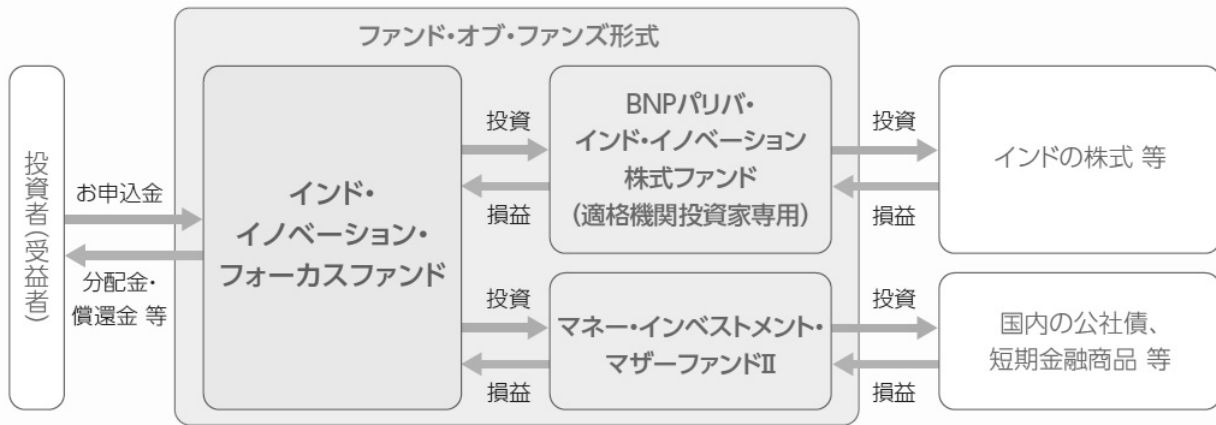 ファンド・オブ・ファンズ形式
投資者(受益者)
お申込金
分配金・
償還金 等
インド・
イノベーション・
フォーカスファンド
投資
損益
BNPパリバ・
インド・イノベーション
株式ファンド
(適格機関投資家専用)
投資
損益
インドの株式 等
投資
損益
マネー・インベストメント・
マザーファンドⅡ
投資
損益
国内の公社債、
短期金融商品 等